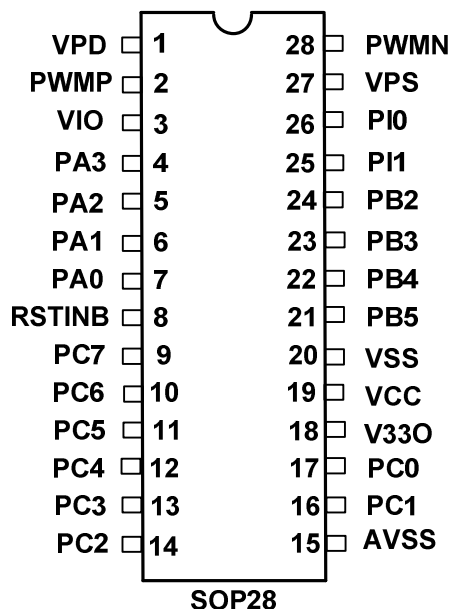 VPD 1 28 PWMN
PWMP 2 27 VPS
VIO 3 26 PI0
PA3 4 25 PI1
PA2 5 24 PB2
PA1 6 23 PB3
PA0 7 22 PB4
RSTINB 8 21 PB5
PC7 9 20 VSS
PC6 10 19 VCC
PC5 11 18 V33O
PC4 12 17 PC0
PC3 13 16 PC1
PC2 14 15 AVSS
SOP28